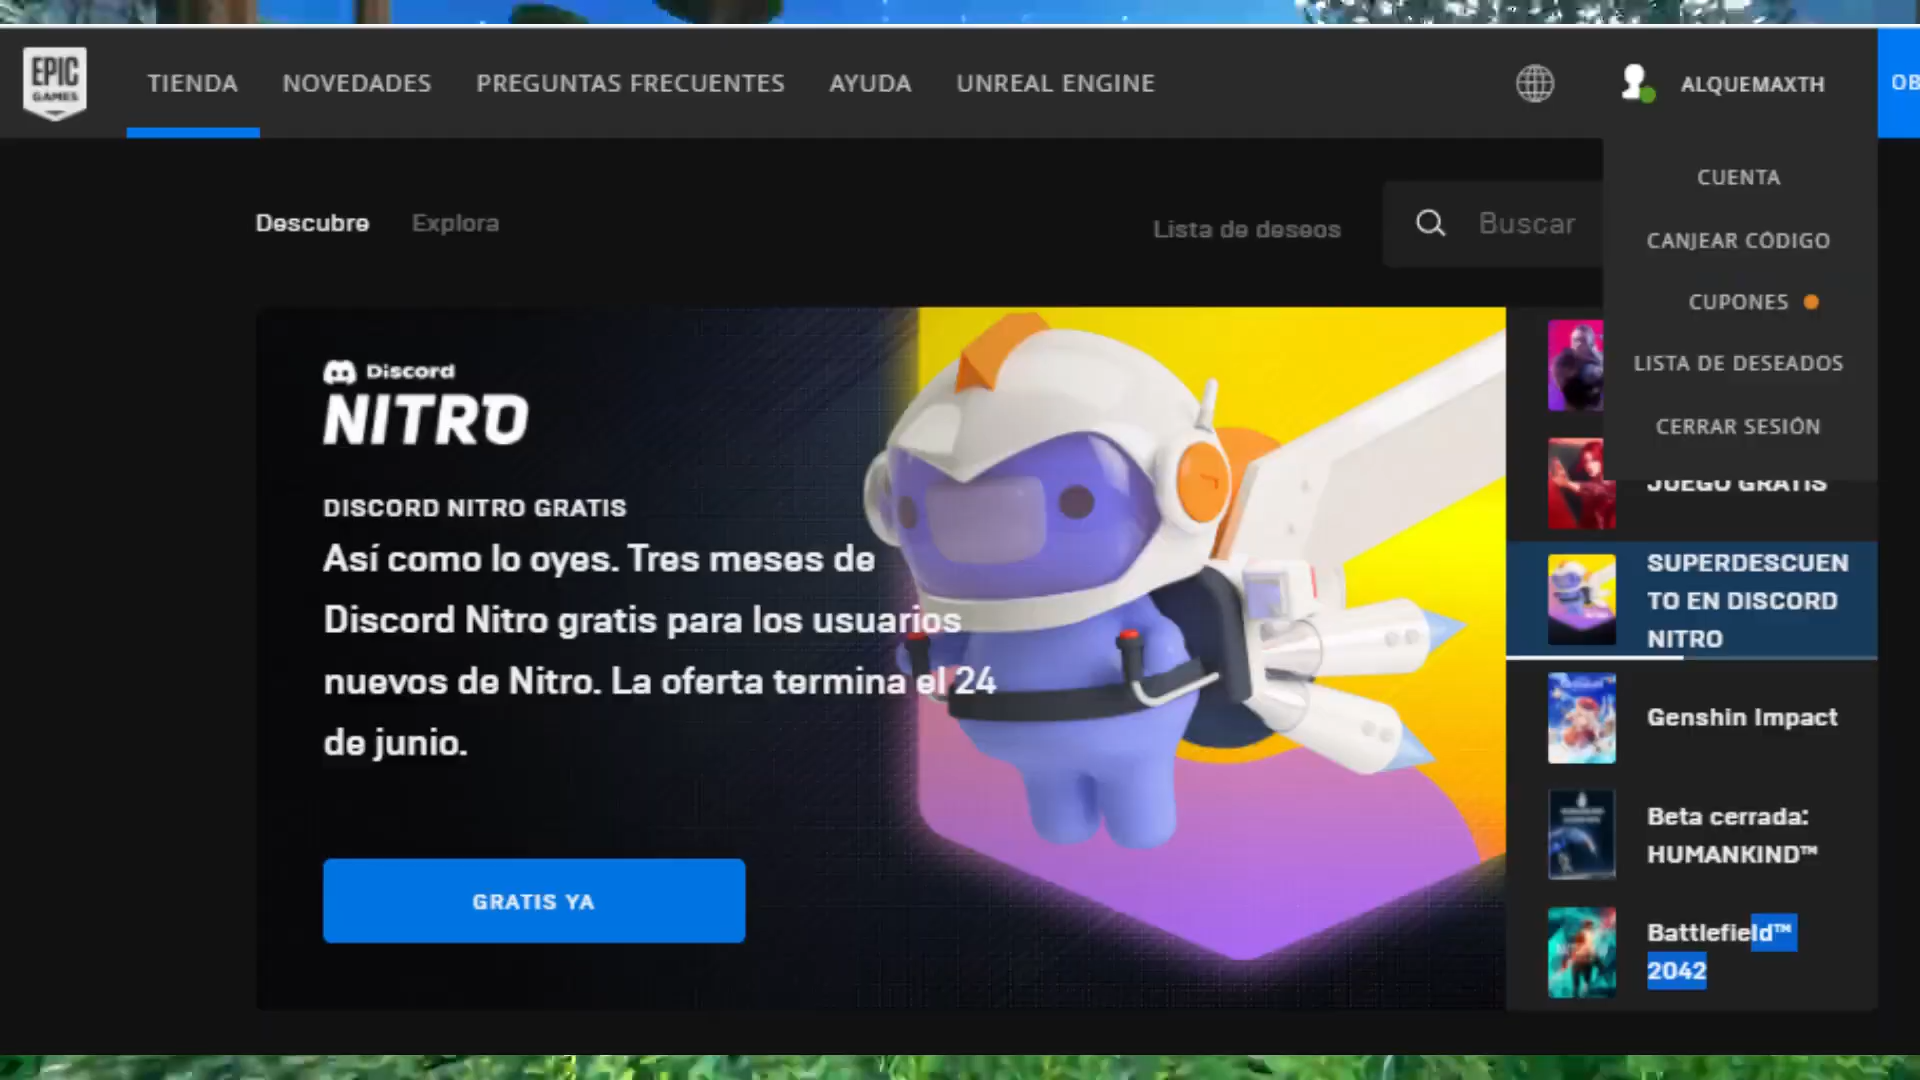 EPIC
GAMES
TIENDA
NOVEDADES
PREGUNTAS FRECUENTES
AYUDA
UNREAL ENGINE
ALQUEMAXTH
OB
CUENTA
CANJEAR CÓDIGO
CUPONES
LISTA DE DESEADOS
CERRAR SESIÓN
Descubre
Explora
Lista de deseos
Buscar
Discord
NITRO
DISCORD NITRO GRATIS
Así como lo oyes. Tres meses de
Discord Nitro gratis para los usuarios
nuevos de Nitro. La oferta termina el 24
de junio.
GRATIS YA
JUEGO GRATIS
SUPERDESCUEN
TO EN DISCORD
NITRO
Genshin Impact
Beta cerrada:
HUMANKIND™
Battlefield™
2042